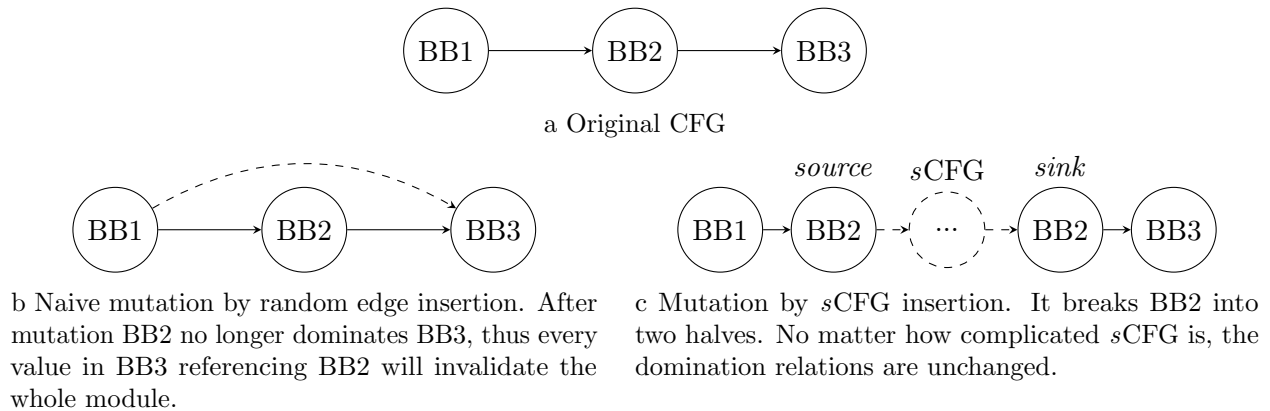 BB1 BB2 BB3
a Original CFG
BB1 BB2 BB3
b Naive mutation by random edge insertion. After
mutation BB2 no longer dominates BB3, thus every
value in BB3 referencing BB2 will invalidate the
whole module.
source sCFG sink
BB1 BB2 ... BB2 BB3
c Mutation by sCFG insertion. It breaks BB2 into
two halves. No matter how complicated sCFG is, the
domination relations are unchanged.